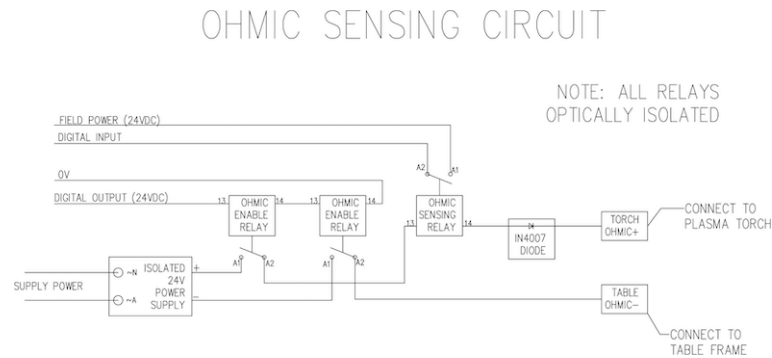 OHMIC SENSING CIRCUIT
NOTE: ALL RELAYS
OPTICALLY ISOLATED
FIELD POWER (24VDC)
DIGITAL INPUT
A2
A1
0V
DIGITAL OUTPUT (24VDC)
13
OHMIC
ENABLE
RELAY
14
13
OHMIC
ENABLE
RELAY
14
13
OHMIC
SENSING
RELAY
14
IN4007
DIODE
TORCH
OHMIC+
CONNECT TO
PLASMA TORCH
A1
A2
A1
A2
SUPPLY POWER
~N
~A
ISOLATED
24V
POWER
SUPPLY
+
-
TABLE
OHMIC-
CONNECT TO
TABLE FRAME